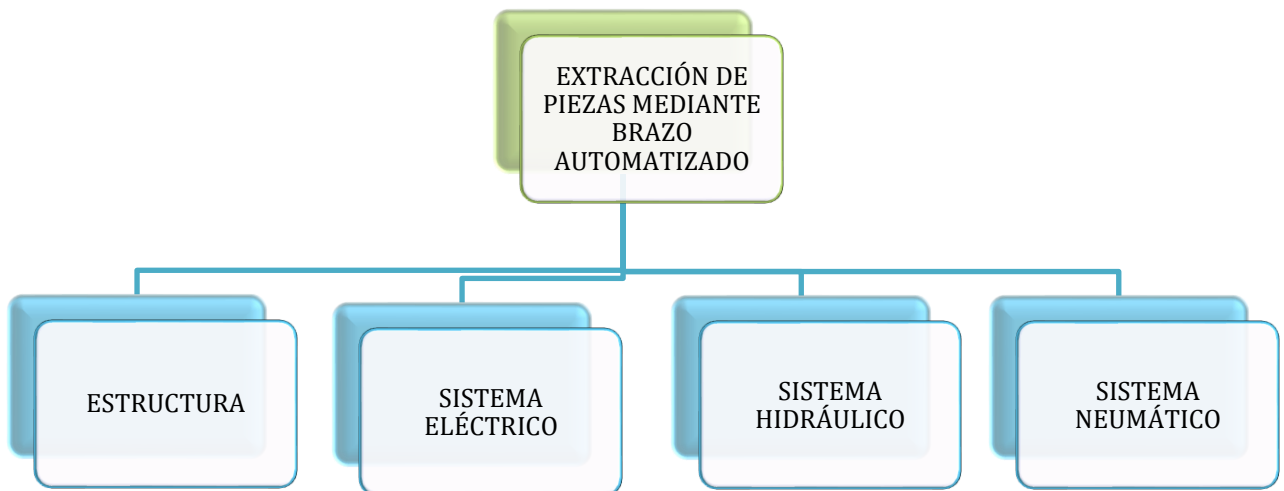 EXTRACCIÓN DE
PIEZAS MEDIANTE
BRAZO
AUTOMATIZADO
ESTRUCTURA
SISTEMA
ELÉCTRICO
SISTEMA
HIDRÁULICO
SISTEMA
NEUMÁTICO